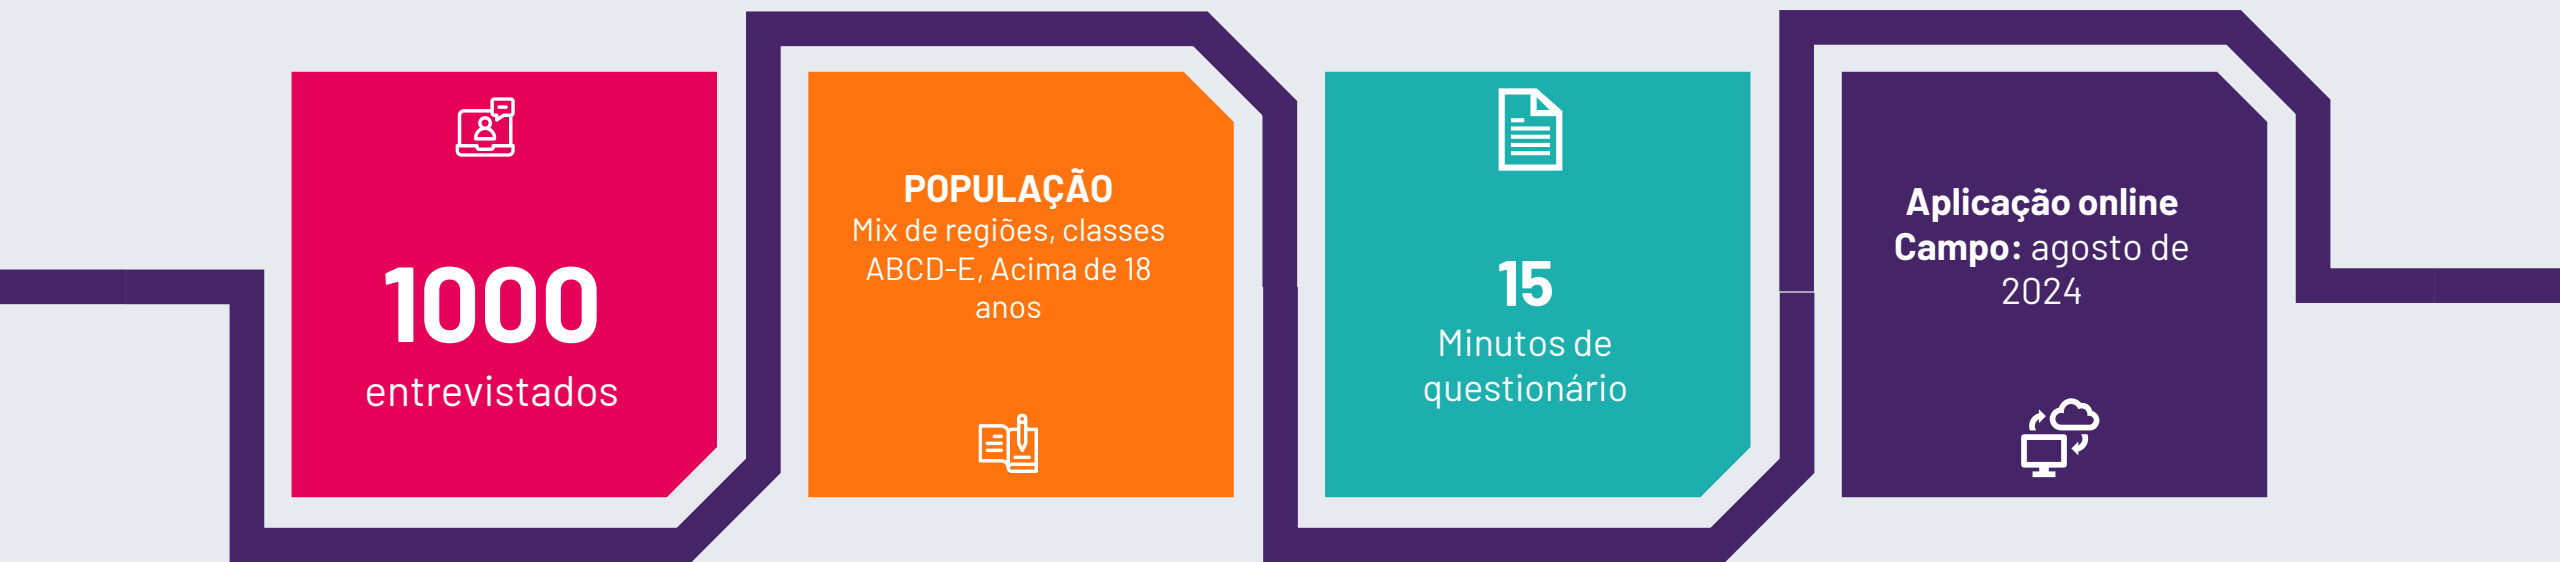 1000
entrevistados
POPULAÇÃO
Mix de regiões, classes
ABCD-E, Acima de 18
anos
15
Minutos de
questionário
Aplicação online
Campo: agosto de
2024